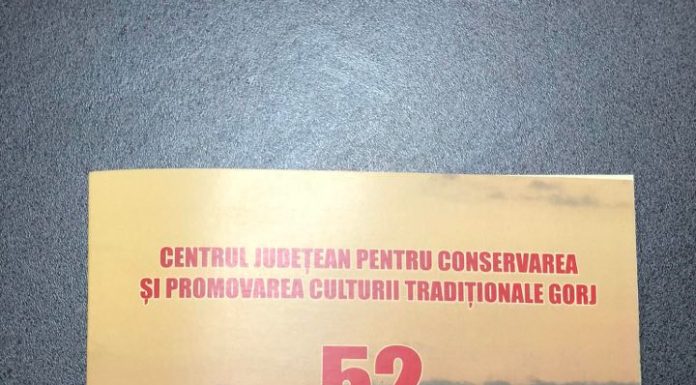 CENTRUL JUDEȚEAN PENTRU CONSERVAREA
ȘI PROMOVAREA CULTURII TRADIȚIONALE GORJ
52